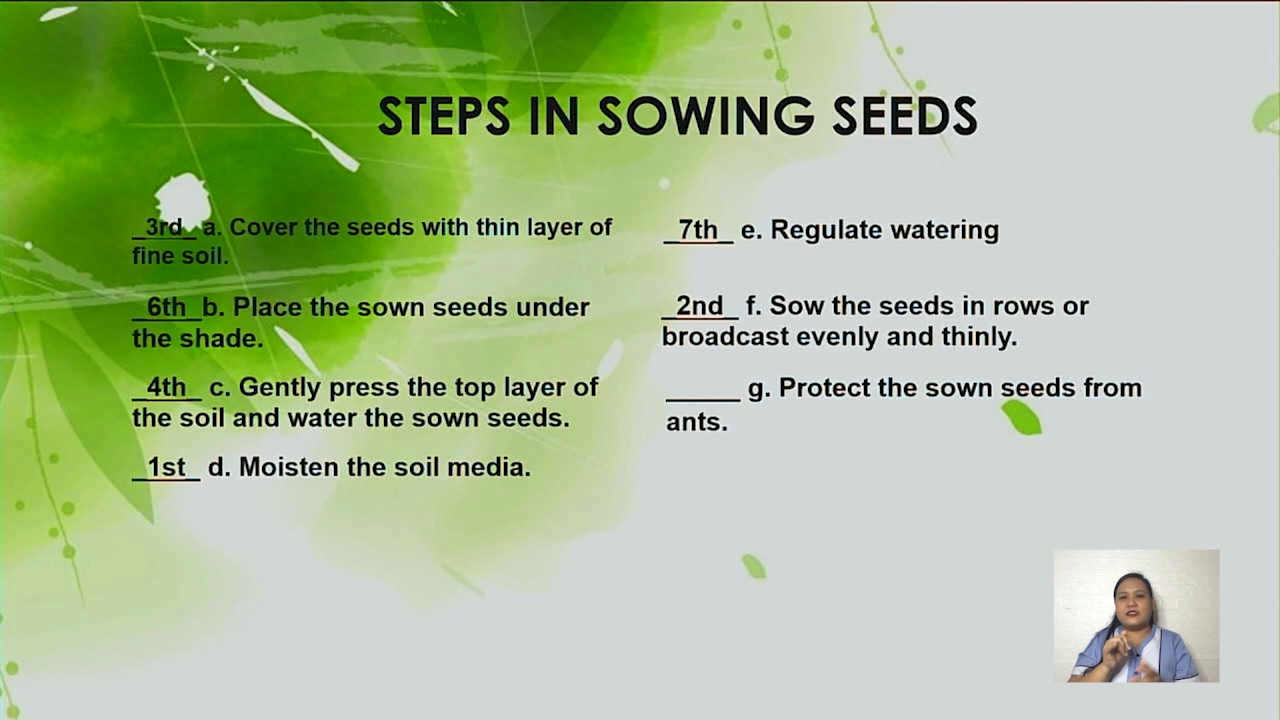 STEPS IN SOWING SEEDS
_3rd_ a. Cover the seeds with thin layer of
fine soil.
_6th_b. Place the sown seeds under
the shade.
_4th_ c. Gently press the top layer of
the soil and water the sown seeds.
_1st_ d. Moisten the soil media.
_7th_ e. Regulate watering
_2nd_ f. Sow the seeds in rows or
broadcast evenly and thinly.
_____ g. Protect the sown seeds from
ants.